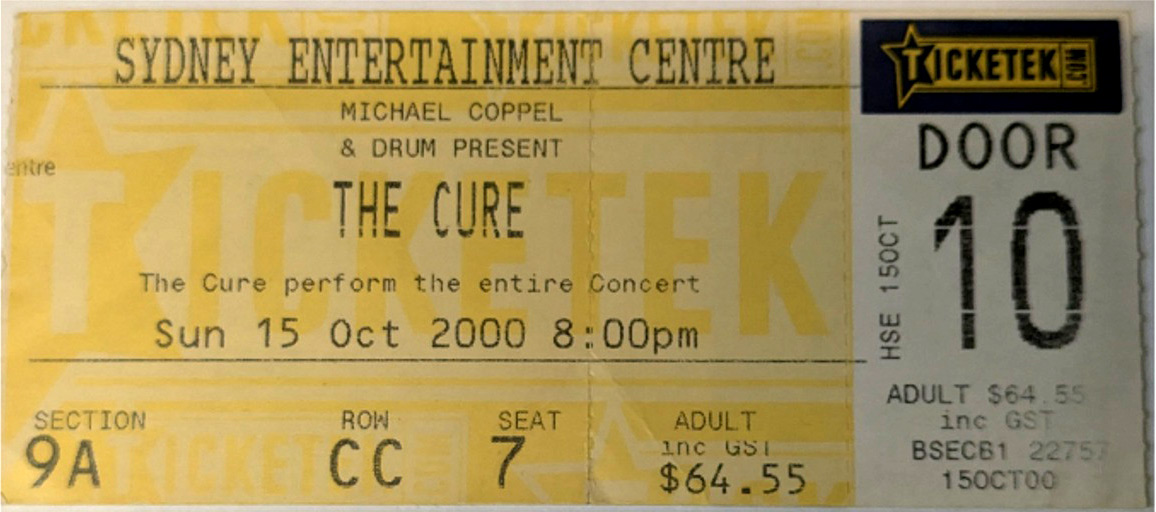 SYDNEY ENTERTAINMENT CENTRE
MICHAEL COPPEL
& DRUM PRESENT
entre
THE CURE
The Cure perform the entire Concert
Sun 15 Oct 2000 8:00pm
SECTION ROW SEAT ADULT
inc GST
9A CC 7 $64.55
TICKETEK
TICKETEK.COM
DOOR
10
HSE 15OCT
ADULT $64.55
inc GST
BSECB1 22757
15OCT00